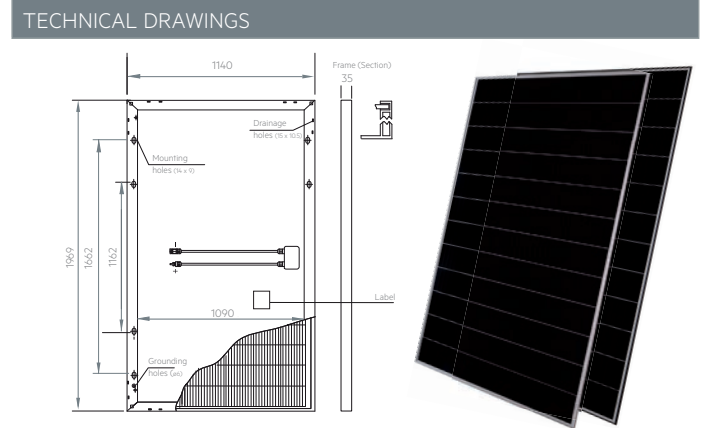 TECHNICAL DRAWINGS
1140
Frame (Section)
35
Drainage
holes (15 x 10.5)
Mounting
holes (14 x 9)
1969
1662
1162
-
+
Label
1090
Grounding
holes (ø6)